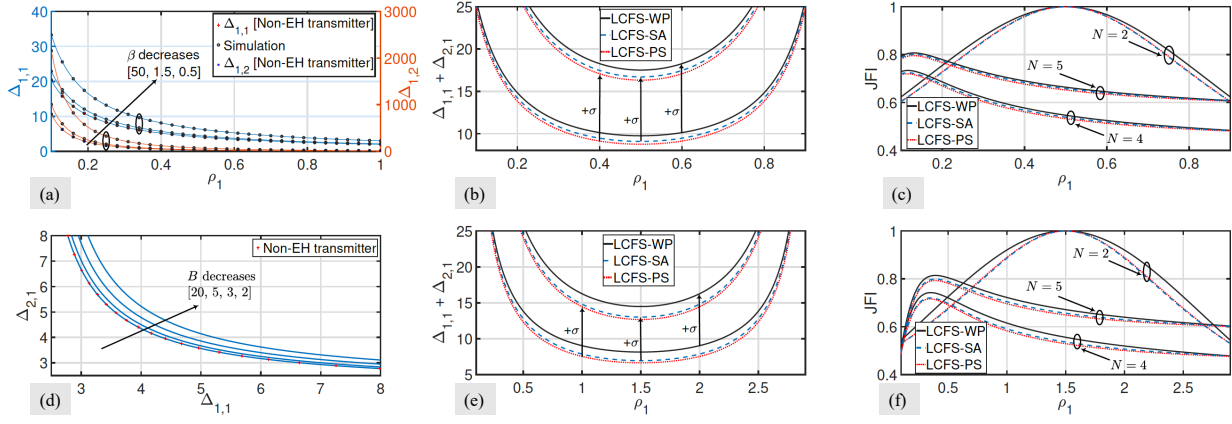 40
30
20
10
0
Δ1,1
0.2
0.4
0.6
0.8
1
ρ1
3000
2000
1000
0
Δ1,2
Δ1,1 [Non-EH transmitter]
Simulation
Δ1,2 [Non-EH transmitter]
β decreases
[50, 1.5, 0.5]
(a)
25
20
15
10
Δ1,1 + Δ2,1
0.2
0.4
0.6
0.8
ρ1
LCFS-WP
LCFS-SA
LCFS-PS
+σ
+σ
+σ
(b)
1
0.8
0.6
0.4
JFI
0.2
0.4
0.6
0.8
ρ1
N = 2
N = 5
N = 4
LCFS-WP
LCFS-SA
LCFS-PS
(c)
8
7
6
5
4
3
Δ2,1
3
4
5
6
7
8
Δ1,1
Non-EH transmitter
B decreases
[20, 5, 3, 2]
(d)
25
20
15
10
5
Δ1,1 + Δ2,1
0.5
1
1.5
2
2.5
ρ1
LCFS-WP
LCFS-SA
LCFS-PS
+σ
+σ
+σ
(e)
1
0.8
0.6
0.4
JFI
0.5
1
1.5
2
2.5
ρ1
N = 2
N = 5
N = 4
LCFS-WP
LCFS-SA
LCFS-PS
(f)